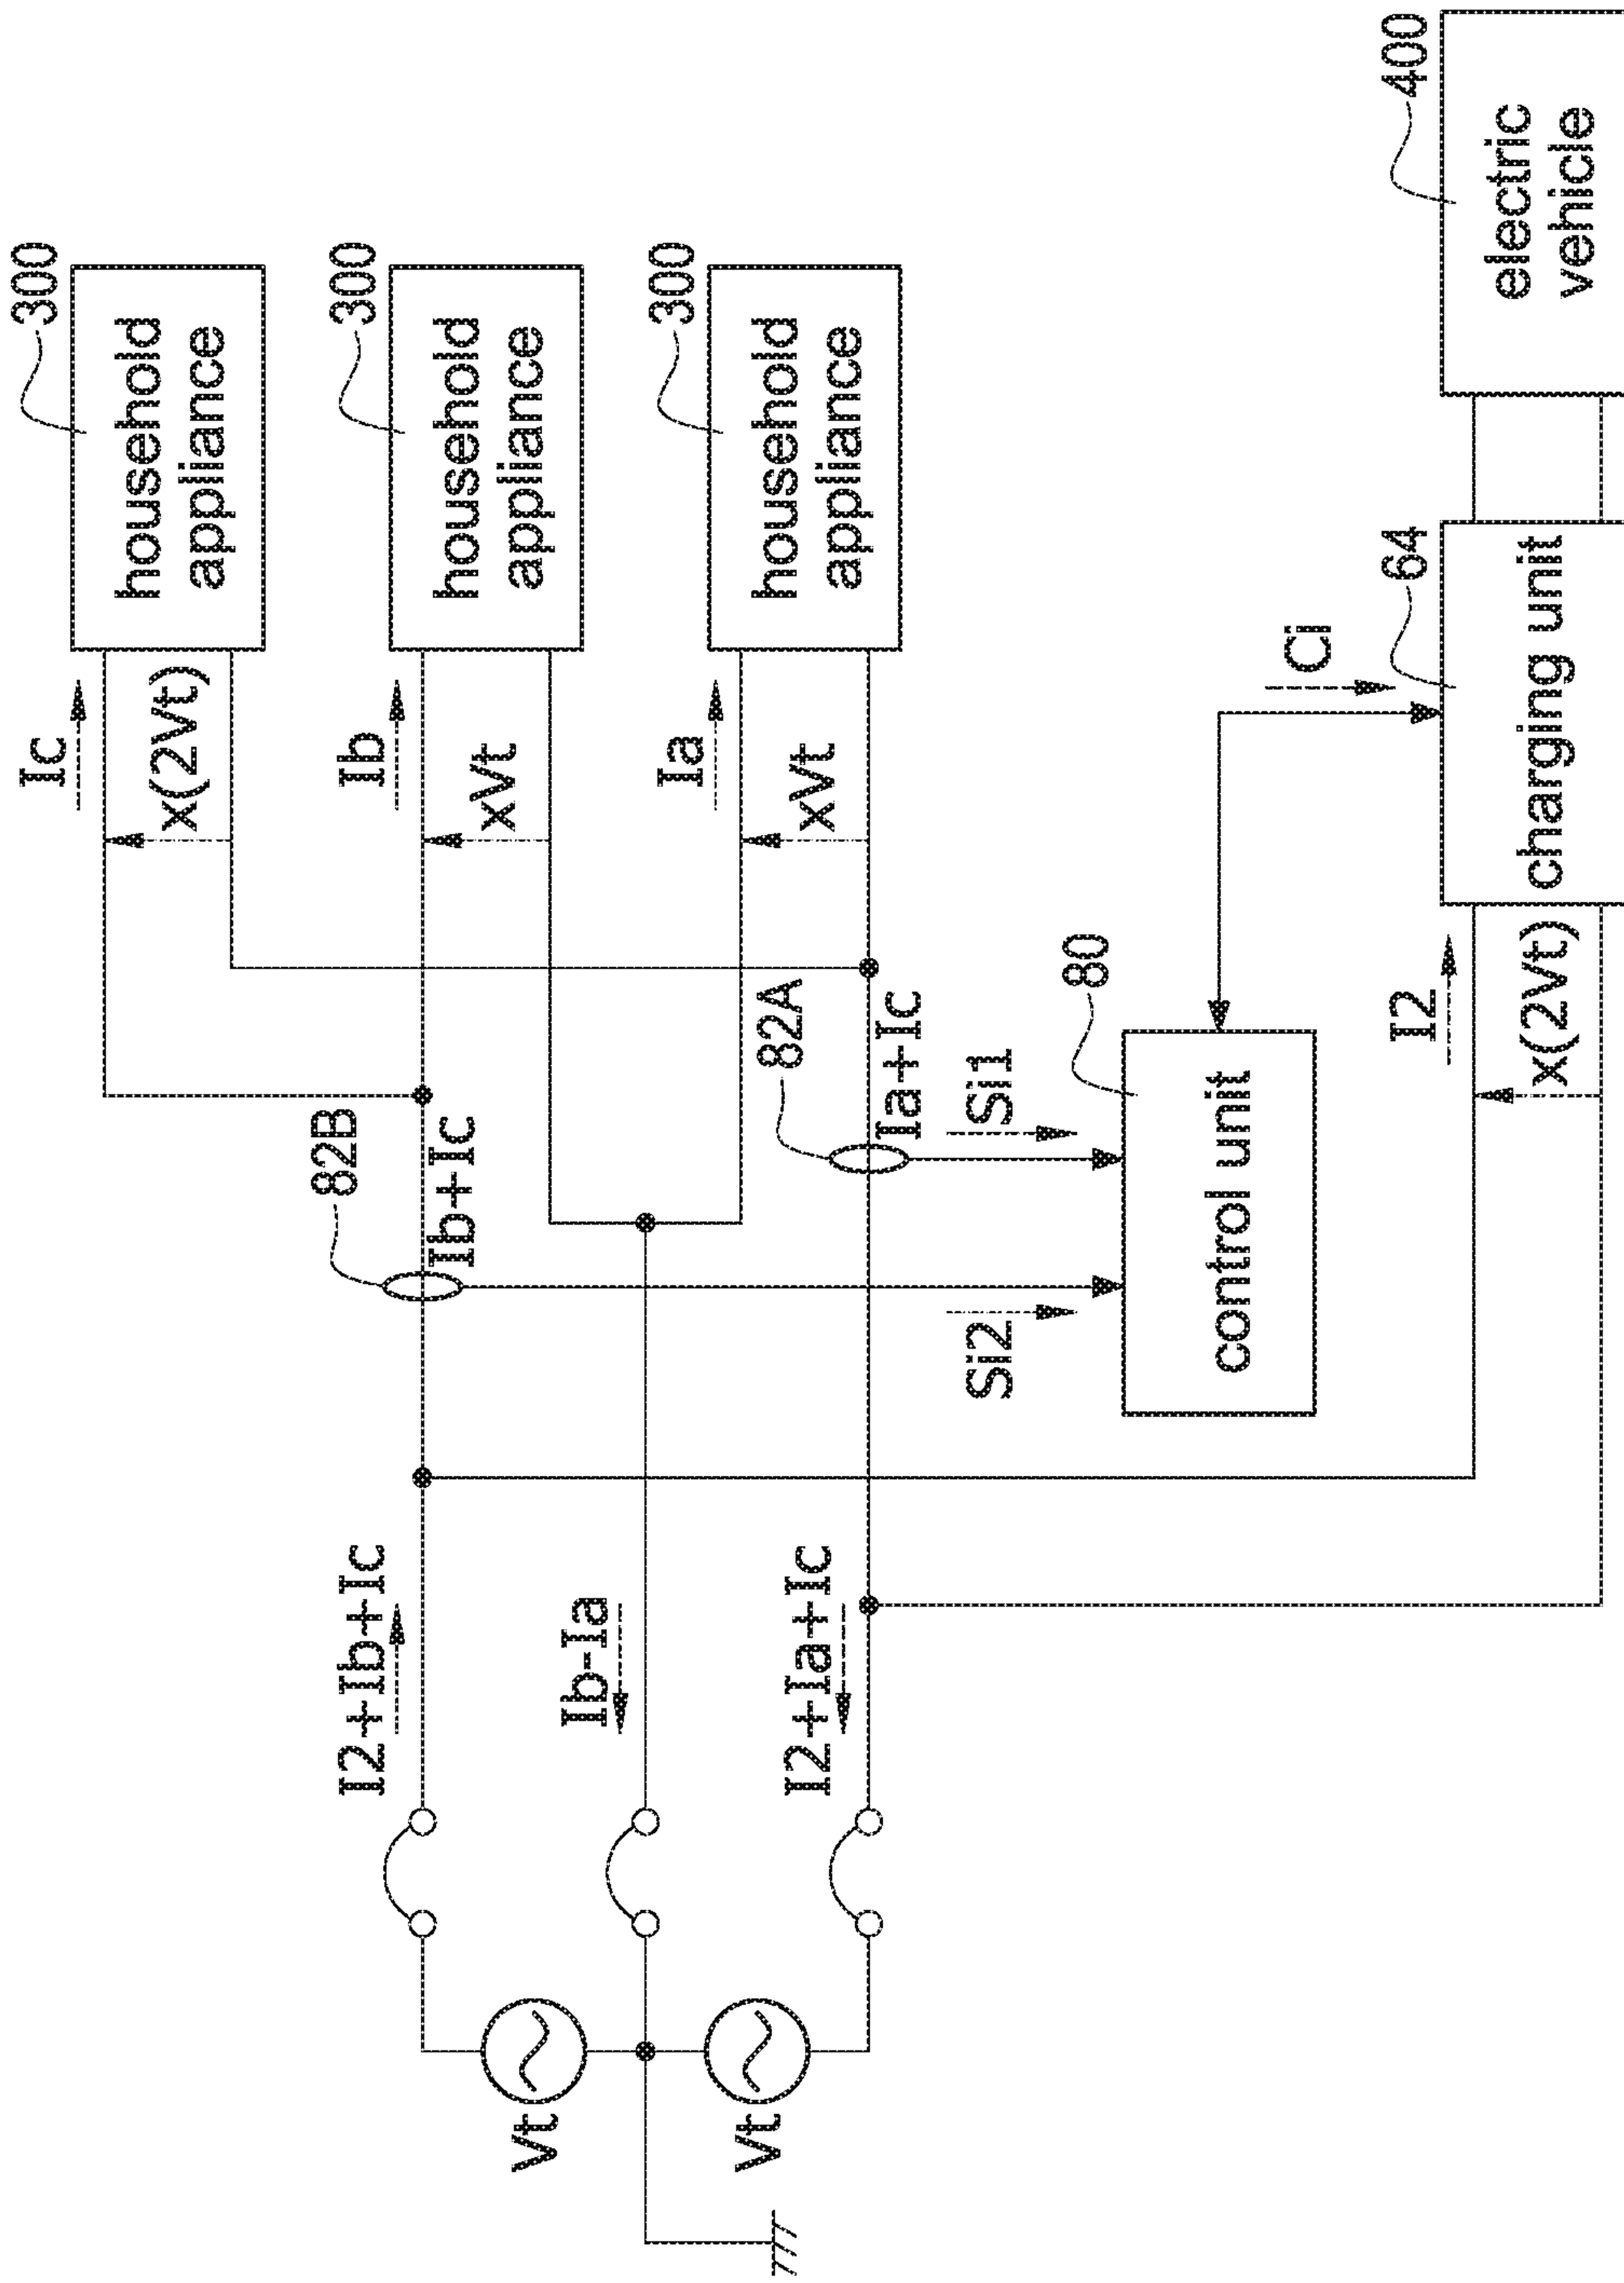 300
household
appliance
Ic
x(2Vt)
300
household
appliance
Ib
xVt
300
household
appliance
Ia
xVt
82B
Ib+Ic
82A
Ia+Ic
I2+Ib+Ic
Ib-Ia
I2+Ia+Ic
Vt
Vt
Si2
Si1
80
control unit
Ci
I2
x(2Vt)
64
charging unit
400
electric
vehicle